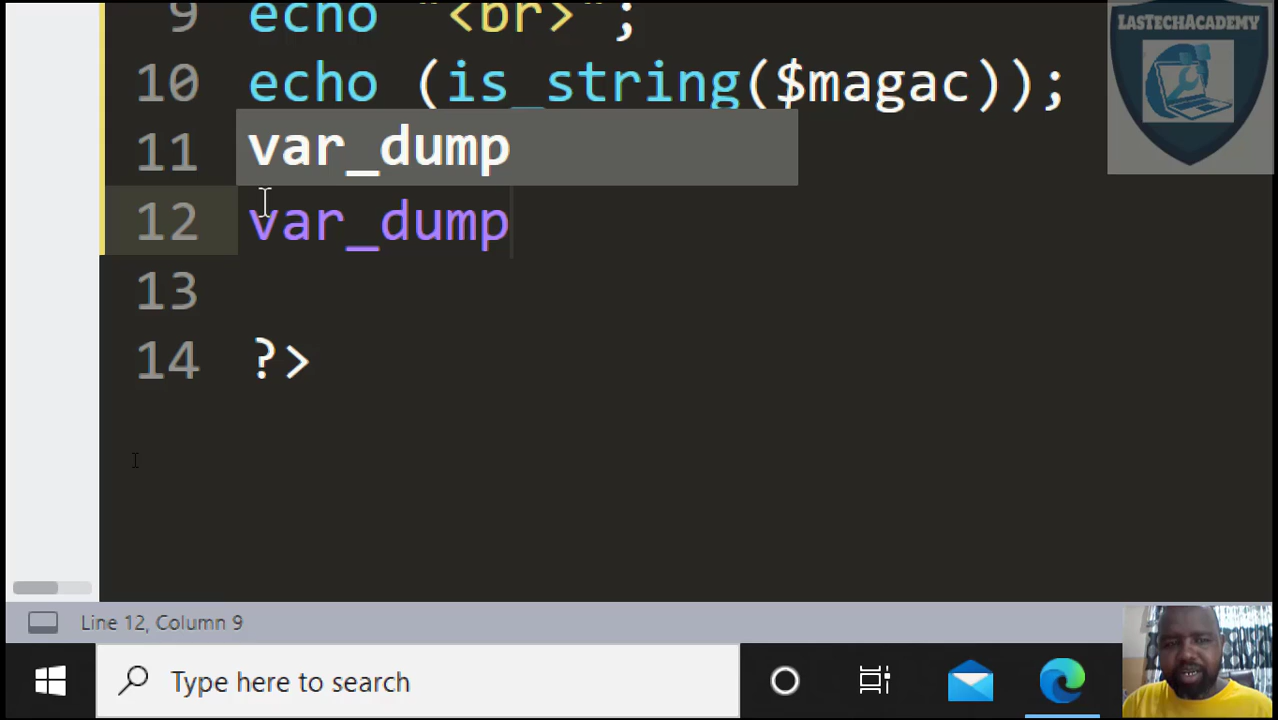 9 echo "<br>";
LASTECHACADEMY
10 echo (is_string($magac));
11
var_dump
12 var_dump
13
14 ?>
Line 12, Column 9
Type here to search